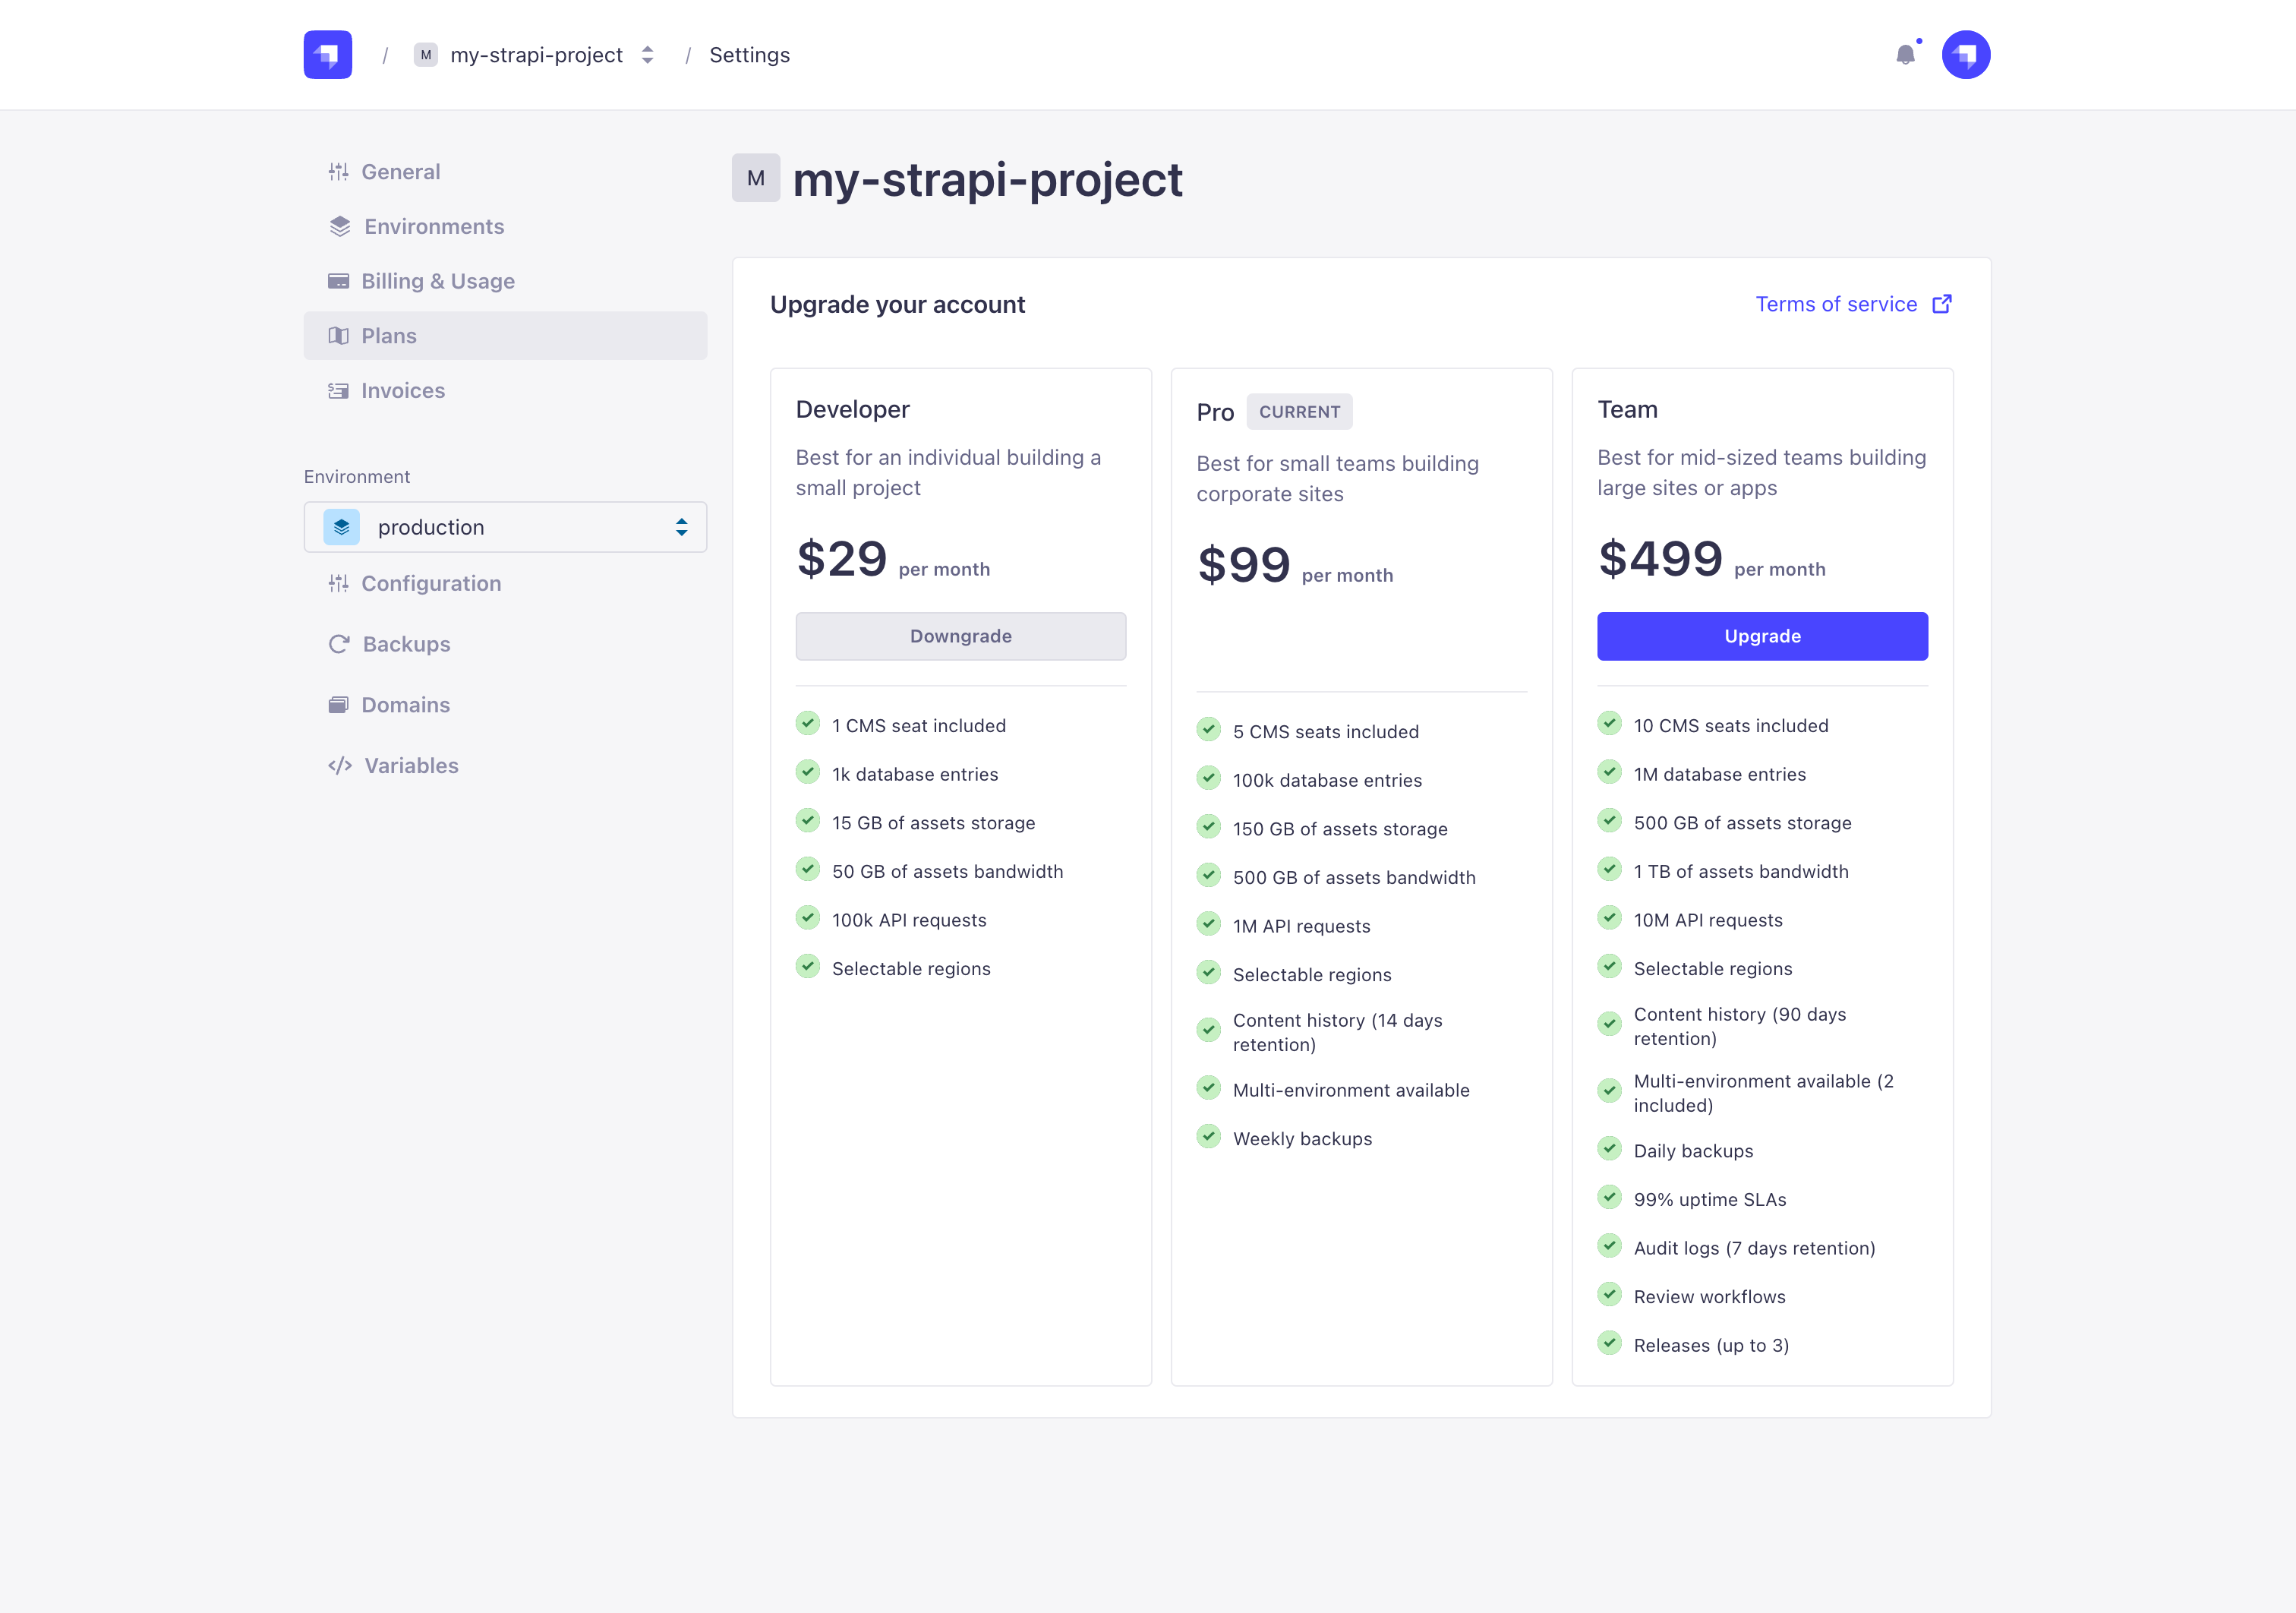 / M my-strapi-project / Settings
General
Environments
Billing & Usage
Plans
Invoices
Environment
production
Configuration
Backups
Domains
Variables
M my-strapi-project
Upgrade your account
Terms of service
Developer
Best for an individual building a
small project
$29 per month
Downgrade
1 CMS seat included
1k database entries
15 GB of assets storage
50 GB of assets bandwidth
100k API requests
Selectable regions
Pro CURRENT
Best for small teams building
corporate sites
$99 per month
5 CMS seats included
100k database entries
150 GB of assets storage
500 GB of assets bandwidth
1M API requests
Selectable regions
Content history (14 days
retention)
Multi-environment available
Weekly backups
Team
Best for mid-sized teams building
large sites or apps
$499 per month
Upgrade
10 CMS seats included
1M database entries
500 GB of assets storage
1 TB of assets bandwidth
10M API requests
Selectable regions
Content history (90 days
retention)
Multi-environment available (2
included)
Daily backups
99% uptime SLAs
Audit logs (7 days retention)
Review workflows
Releases (up to 3)